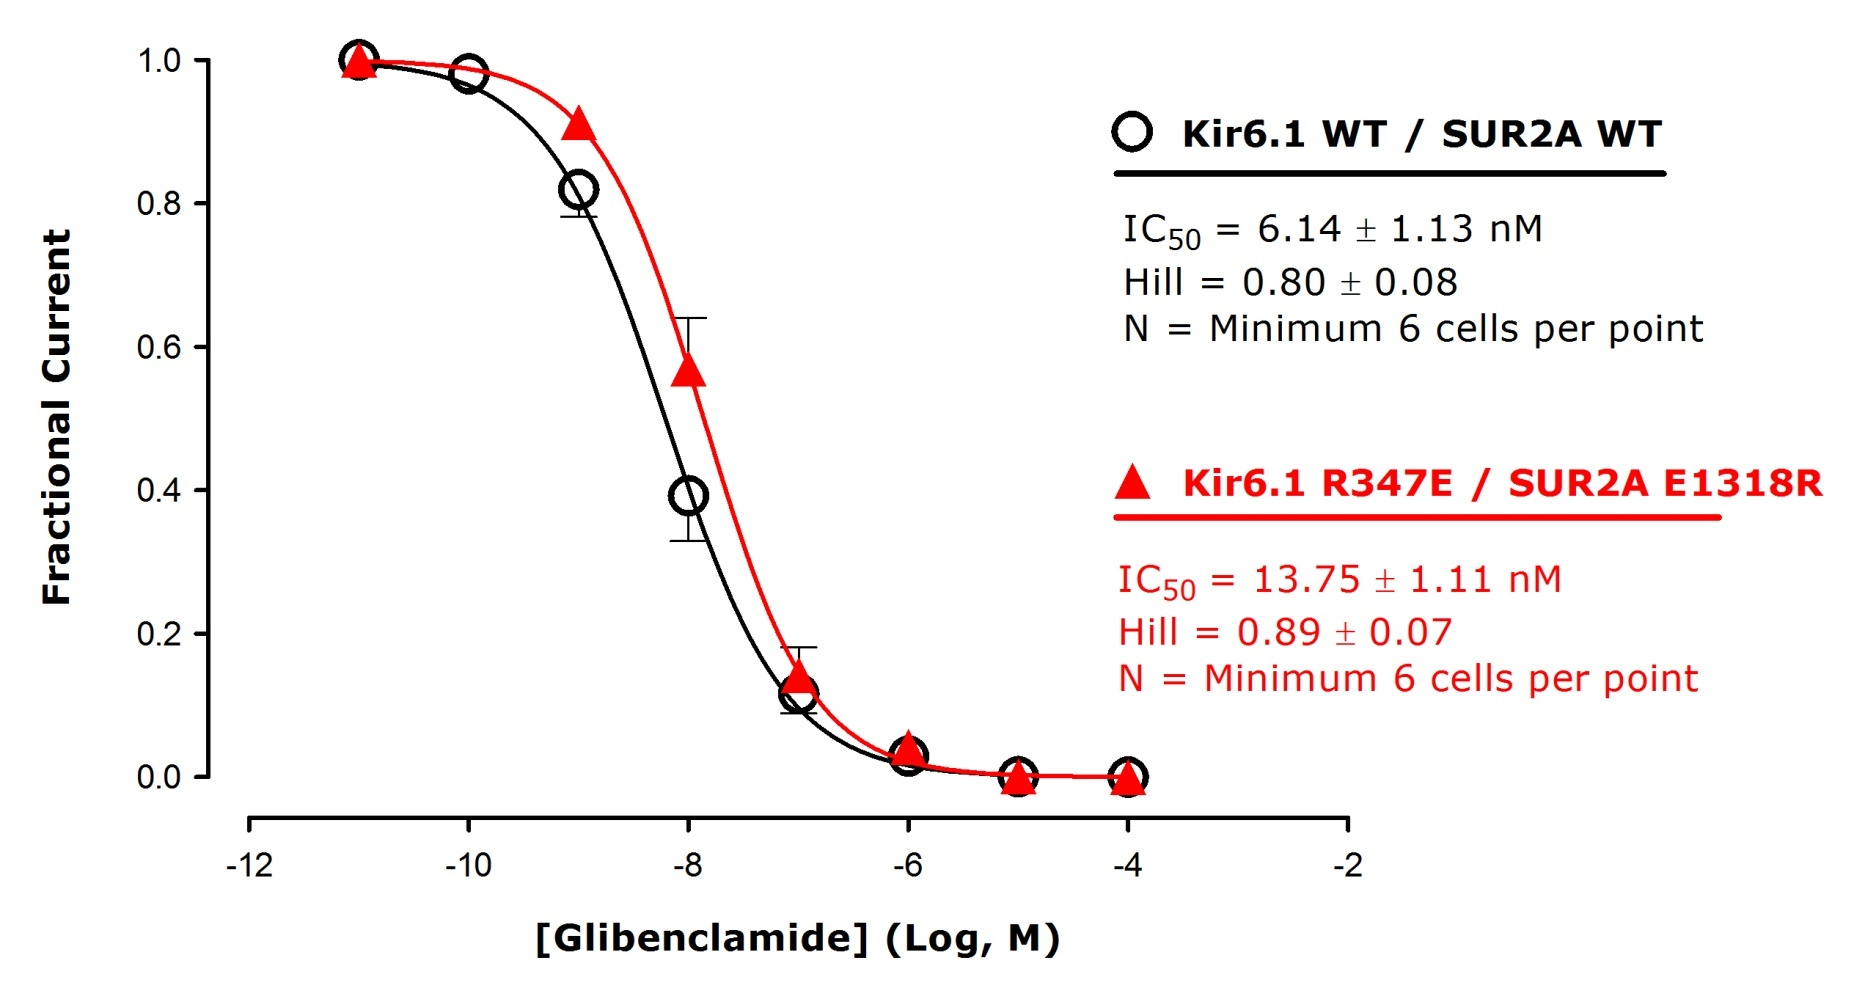 Fractional Current
1.0
0.8
0.6
0.4
0.2
0.0
-12 -10 -8 -6 -4 -2
[Glibenclamide] (Log, M)
Kir6.1 WT / SUR2A WT
IC50 = 6.14 ± 1.13 nM
Hill = 0.80 ± 0.08
N = Minimum 6 cells per point
Kir6.1 R347E / SUR2A E1318R
IC50 = 13.75 ± 1.11 nM
Hill = 0.89 ± 0.07
N = Minimum 6 cells per point